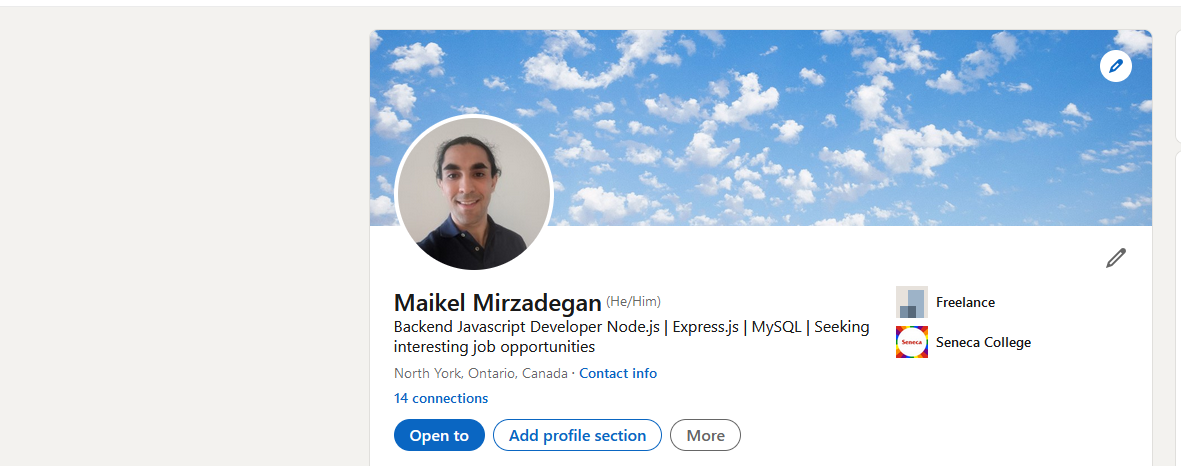 Maikel Mirzadegan (He/Him)
Backend Javascript Developer Node.js | Express.js | MySQL | Seeking
interesting job opportunities
North York, Ontario, Canada · Contact info
14 connections
Open to
Add profile section
More
Freelance
Seneca
Seneca College